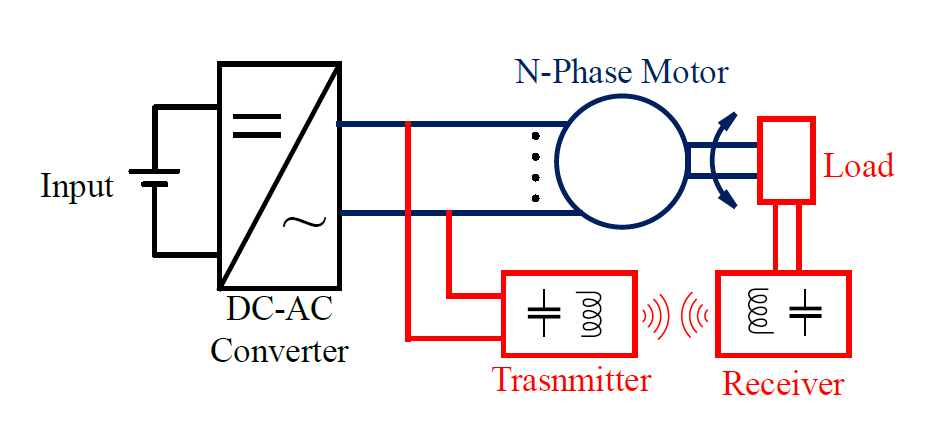 N-Phase Motor
Input
Load
DC-AC
Converter
Trasnmitter
Receiver